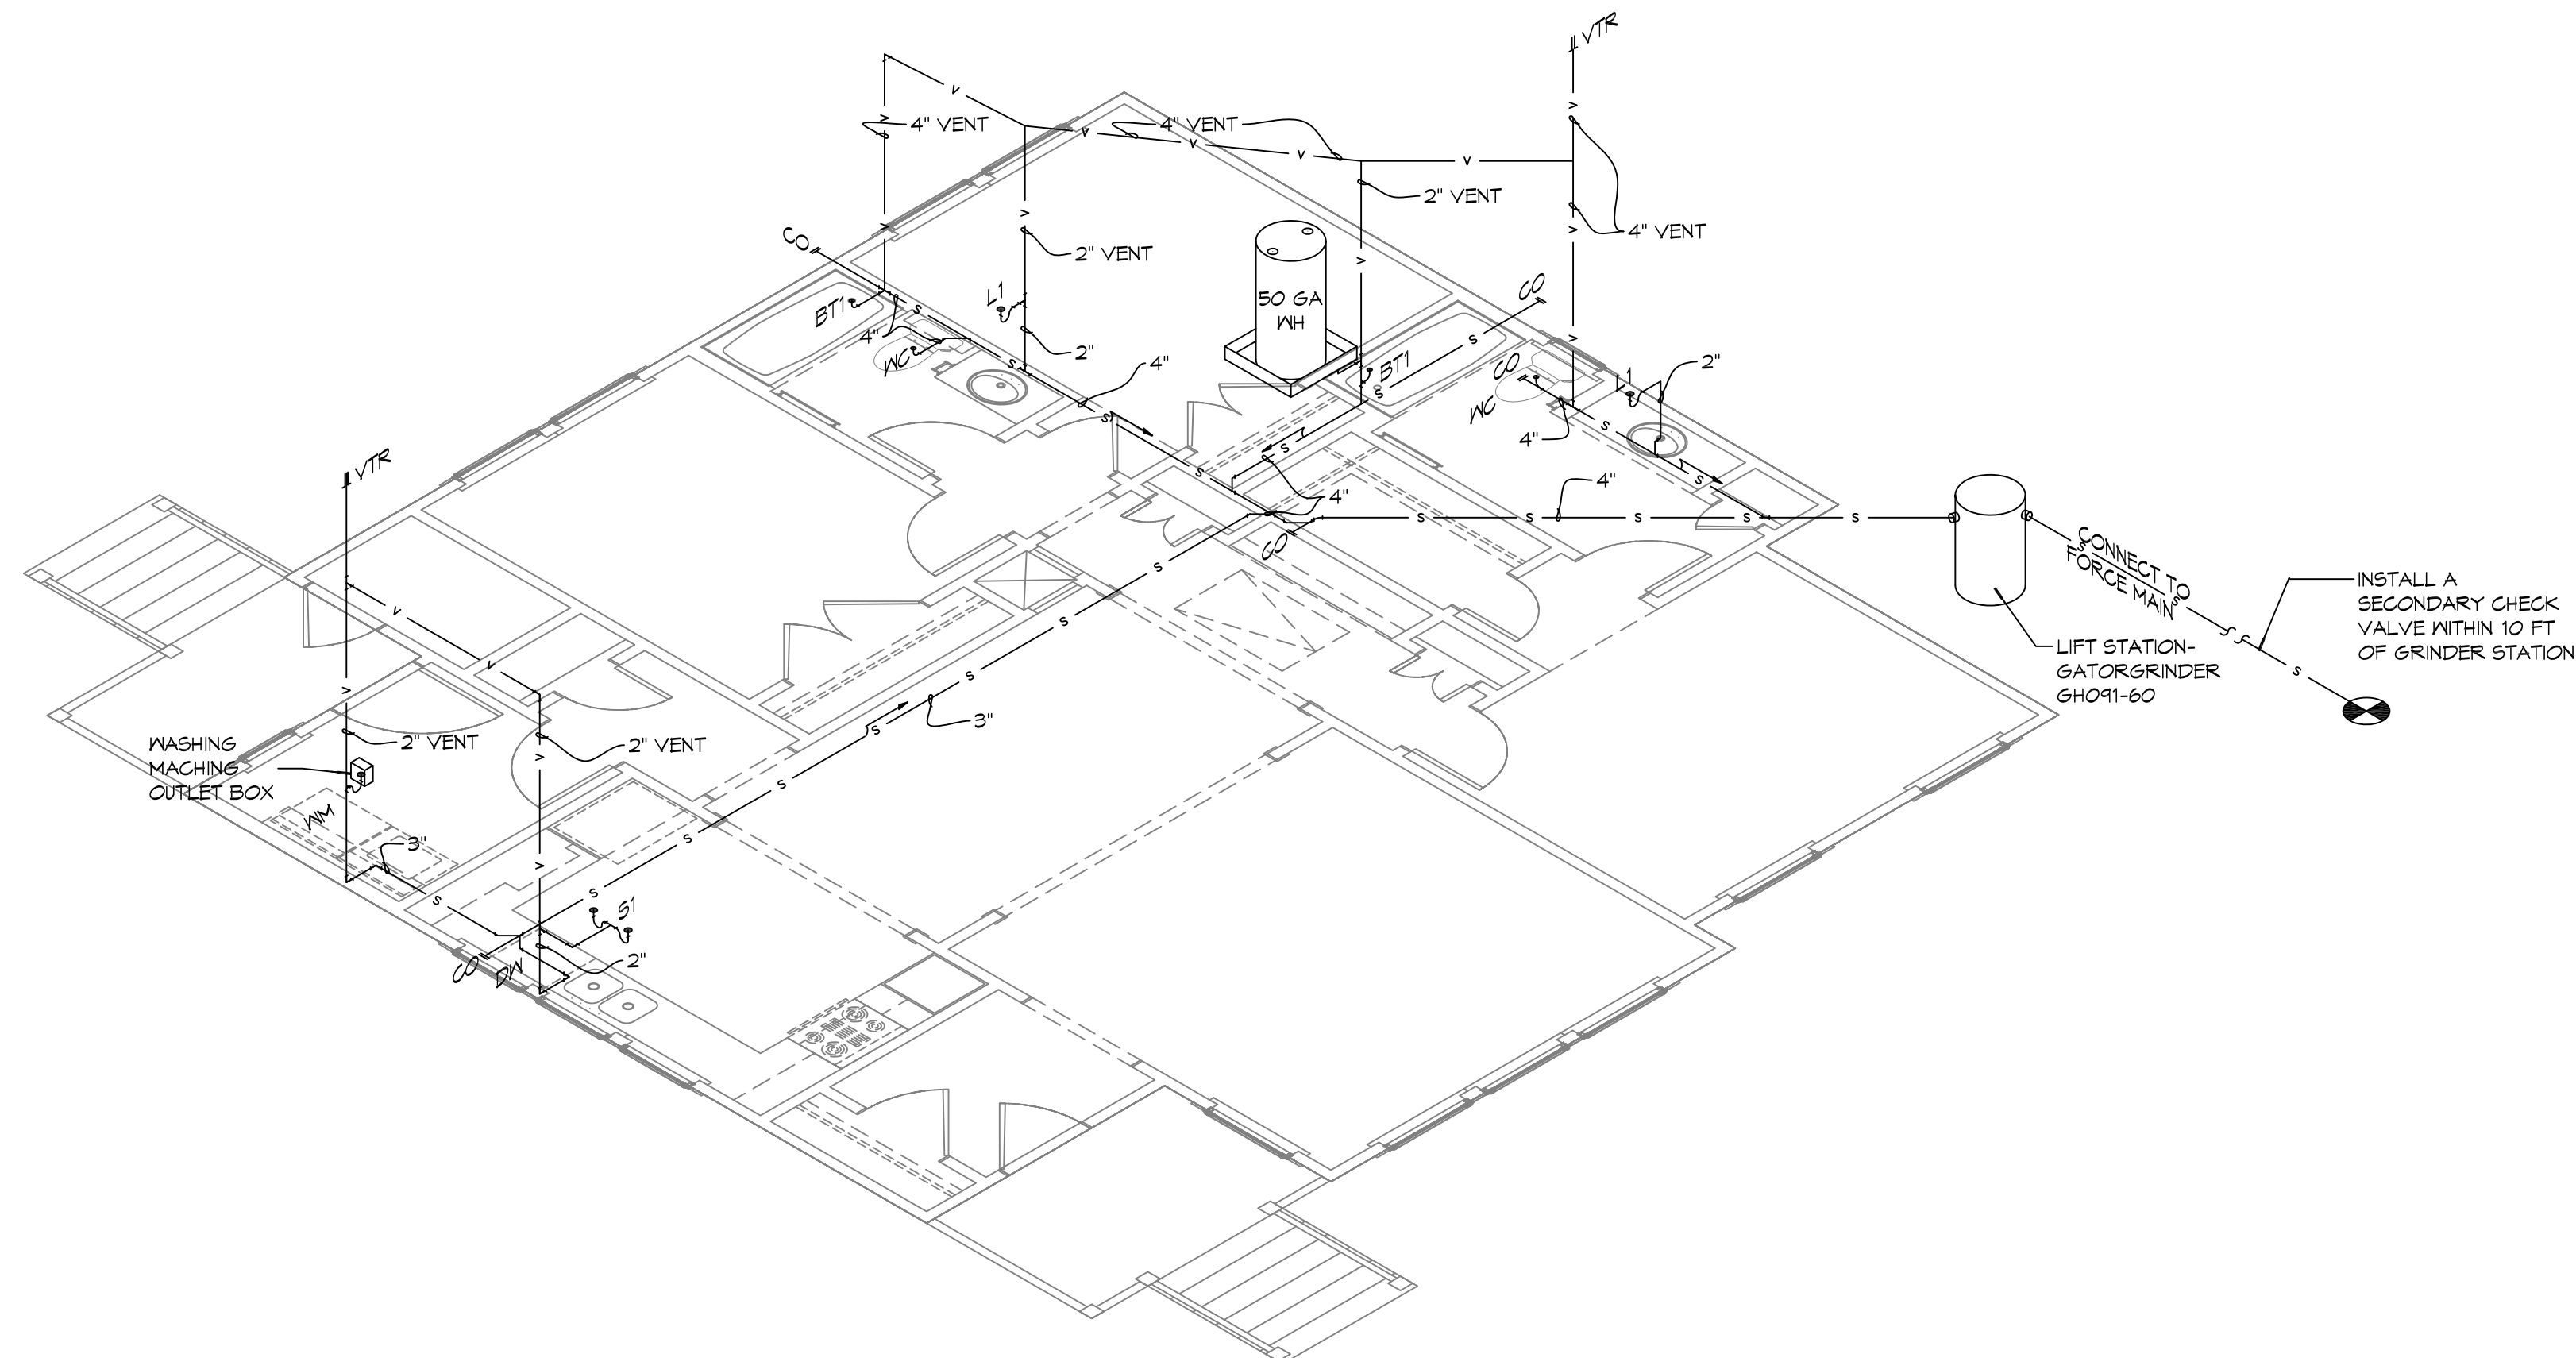 VTR
V
4" VENT
4" VENT
V
V
V
V
2" VENT
4" VENT
CO
2" VENT
L1
50 GA
WH
CO
BT1
S
4"
WC
S
2"
4"
BT1
S
S
CO
WC
L1
2"
4"
S
S
S
S
S
4"
4"
S
S
S
S
S
CO
VTR
V
V
CONNECT TO
FORCE MAIN
S
S
S
INSTALL A
SECONDARY CHECK
VALVE WITHIN 10 FT
OF GRINDER STATION
LIFT STATION-
GATORGRINDER
GH091-60
S
S
S
S
3"
S
S
S
WASHING
MACHING
OUTLET BOX
2" VENT
2" VENT
WM
3"
S
S1
CO
DW
2"